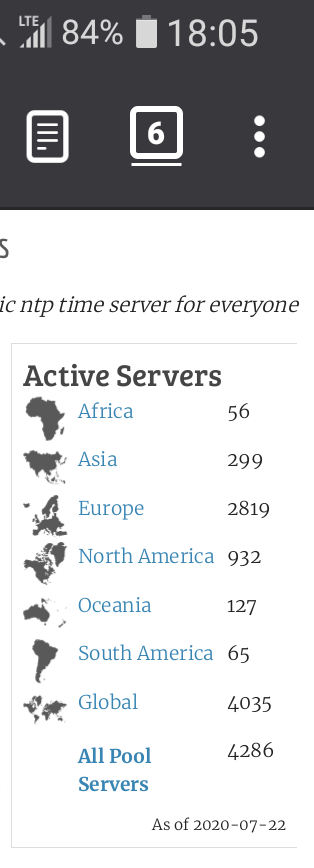 LTE 84% 18:05
6
s
ic ntp time server for everyone
Active Servers
Africa 56
Asia 299
Europe 2819
North America 932
Oceania 127
South America 65
Global 4035
All Pool 4286
Servers
As of 2020-07-22